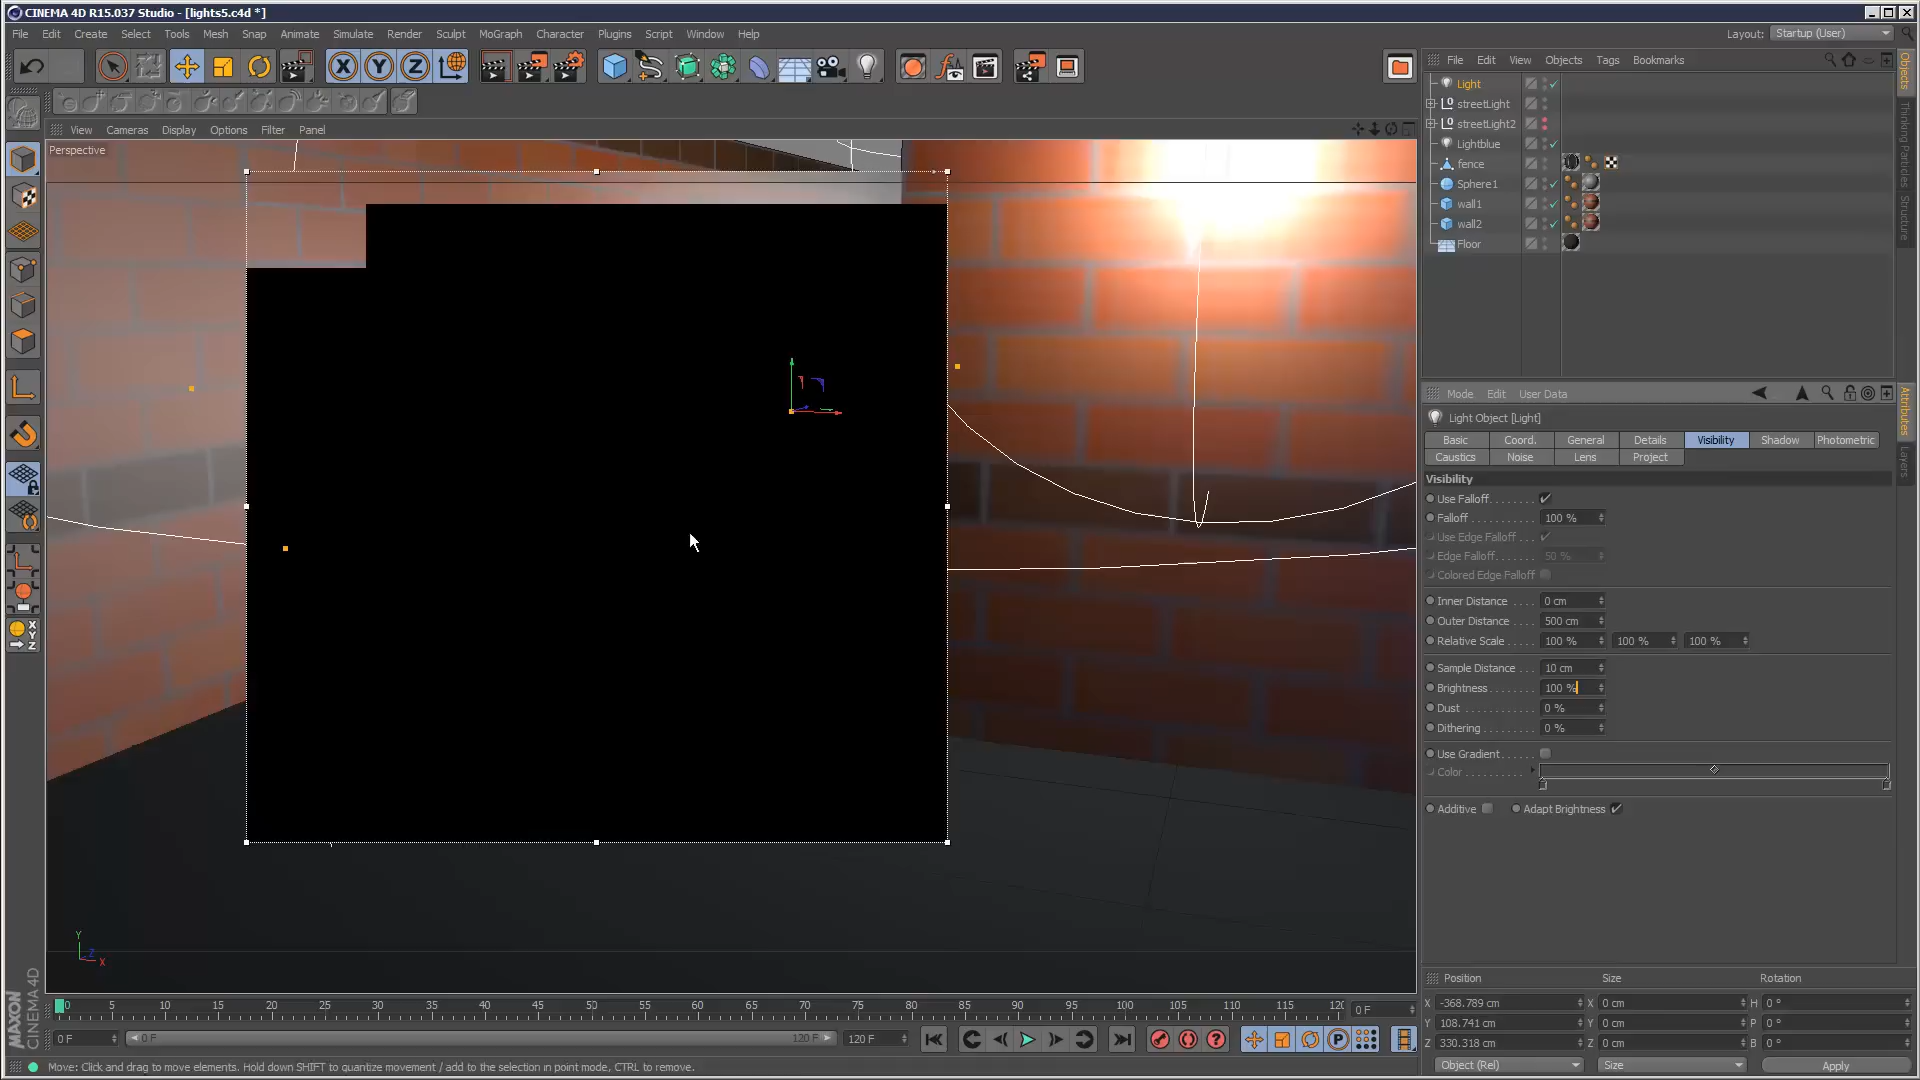 CINEMA 4D R15.037 Studio - [lights5.c4d *]
File Edit Create Select Tools Mesh Snap Animate Simulate Render Sculpt MoGraph Character Plugins Script Window Help
Layout: Startup (User)
File Edit View Objects Tags Bookmarks
View Cameras Display Options Filter Panel
Perspective
Light
streetLight
streetLight2
Lightblue
fence
Sphere1
wall1
wall2
Floor
Objects
Thinking Particles
Structure
Mode Edit User Data
Attributes
Layers
Light Object [Light]
Basic Coord. General Details Visibility Shadow Photometric
Caustics Noise Lens Project
Visibility
Use Falloff
Falloff 100 %
Use Edge Falloff
Edge Falloff 50 %
Colored Edge Falloff
Inner Distance 0 cm
Outer Distance 500 cm
Relative Scale 100 % 100 % 100 %
Sample Distance 10 cm
Brightness 100 %
Dust 0 %
Dithering 0 %
Use Gradient
Color
Additive Adapt Brightness
Y Z X
X Y Z
0 5 10 15 20 25 30 35 40 45 50 55 60 65 70 75 80 85 90 95 100 105 110 115 120
0 F
0 F 0 F 120 F 120 F
Position Size Rotation
X -368.789 cm X 0 cm H 0 °
Y 108.741 cm Y 0 cm P 0 °
Z 330.318 cm Z 0 cm B 0 °
Object (Rel) Size Apply
MAXON
CINEMA 4D
Move: Click and drag to move elements. Hold down SHIFT to quantize movement / add to the selection in point mode, CTRL to remove.